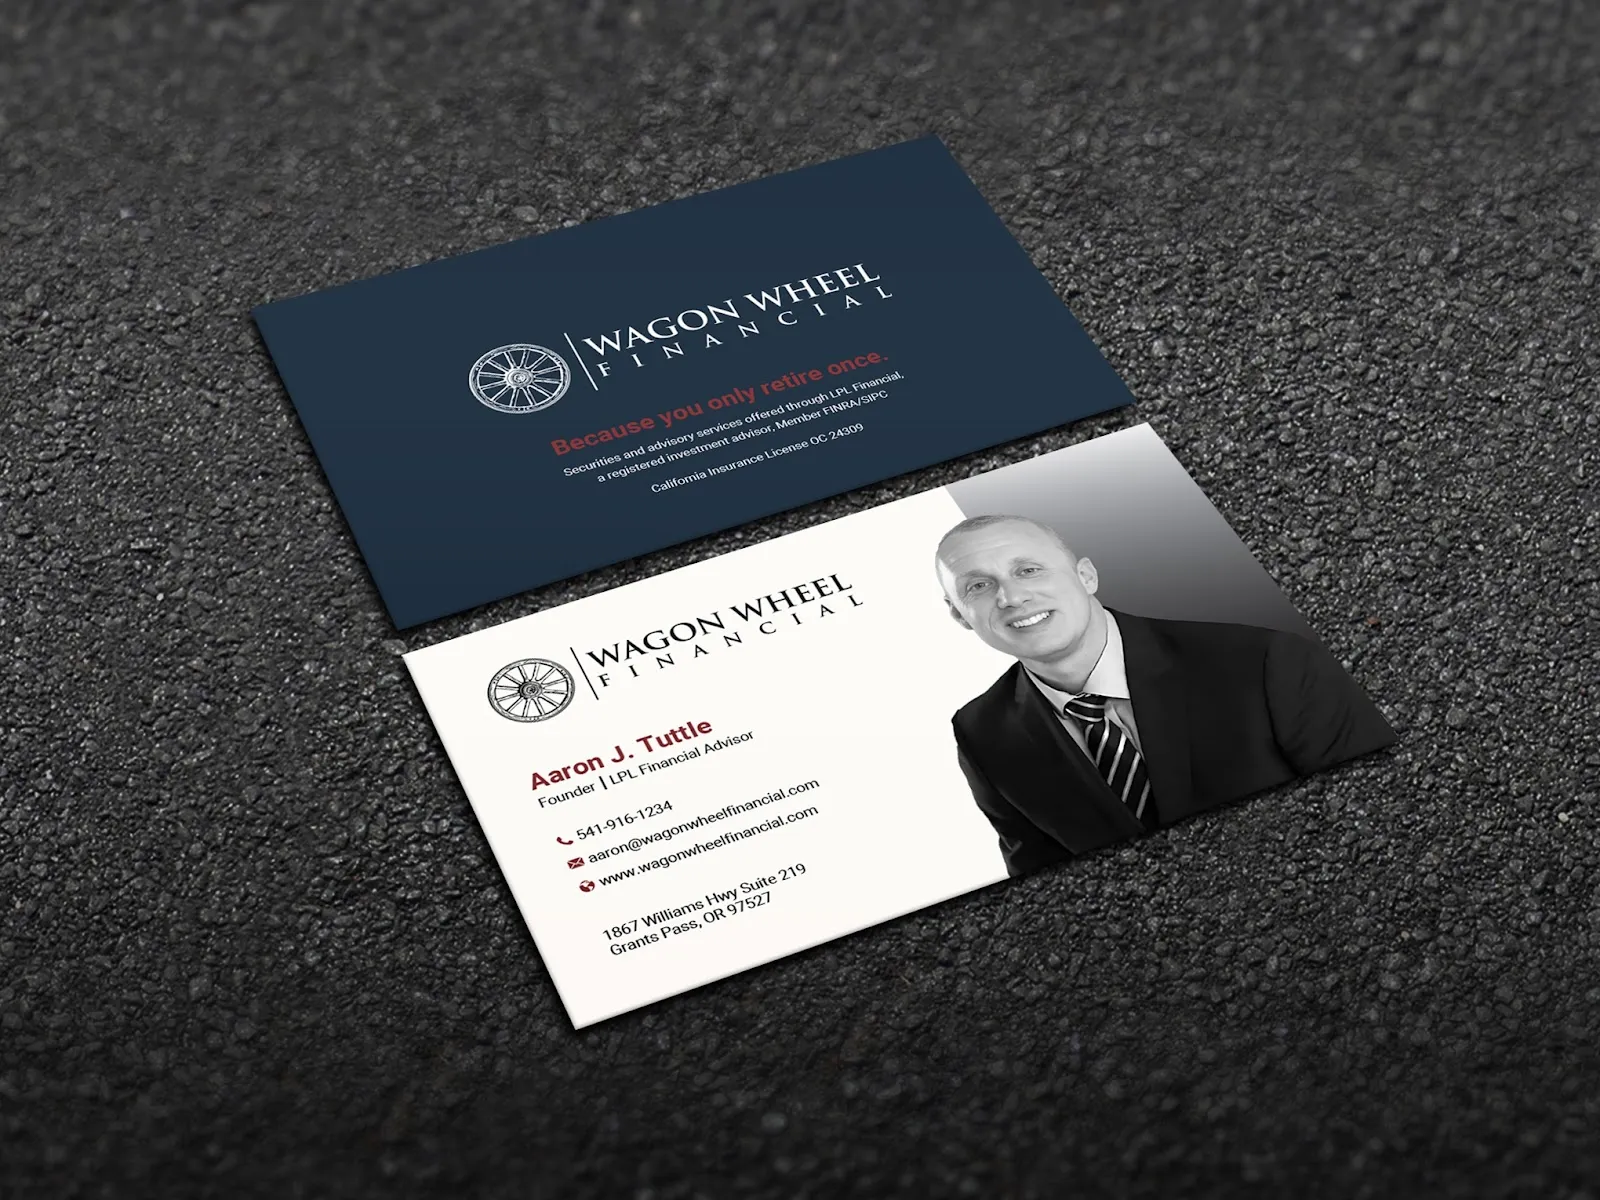 WAGON WHEEL
FINANCIAL
Because you only retire once.
Securities and advisory services offered through LPL Financial,
a registered investment advisor, Member FINRA/SIPC
California Insurance License OC 24309
WAGON WHEEL
FINANCIAL
Aaron J. Tuttle
Founder | LPL Financial Advisor
541-916-1234
aaron@wagonwheelfinancial.com
www.wagonwheelfinancial.com
1867 Williams Hwy Suite 219
Grants Pass, OR 97527